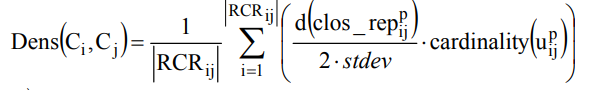 Dens(C_i,C_j)= \frac{1}{|RCR_{ij}|} \sum_{i=1}^{|RCR_{ij}|} \left( \frac{d(clos\_rep_{ij}^{p})}{2 \cdot stdev} \cdot cardinality(u_{ij}^{p}) \right)